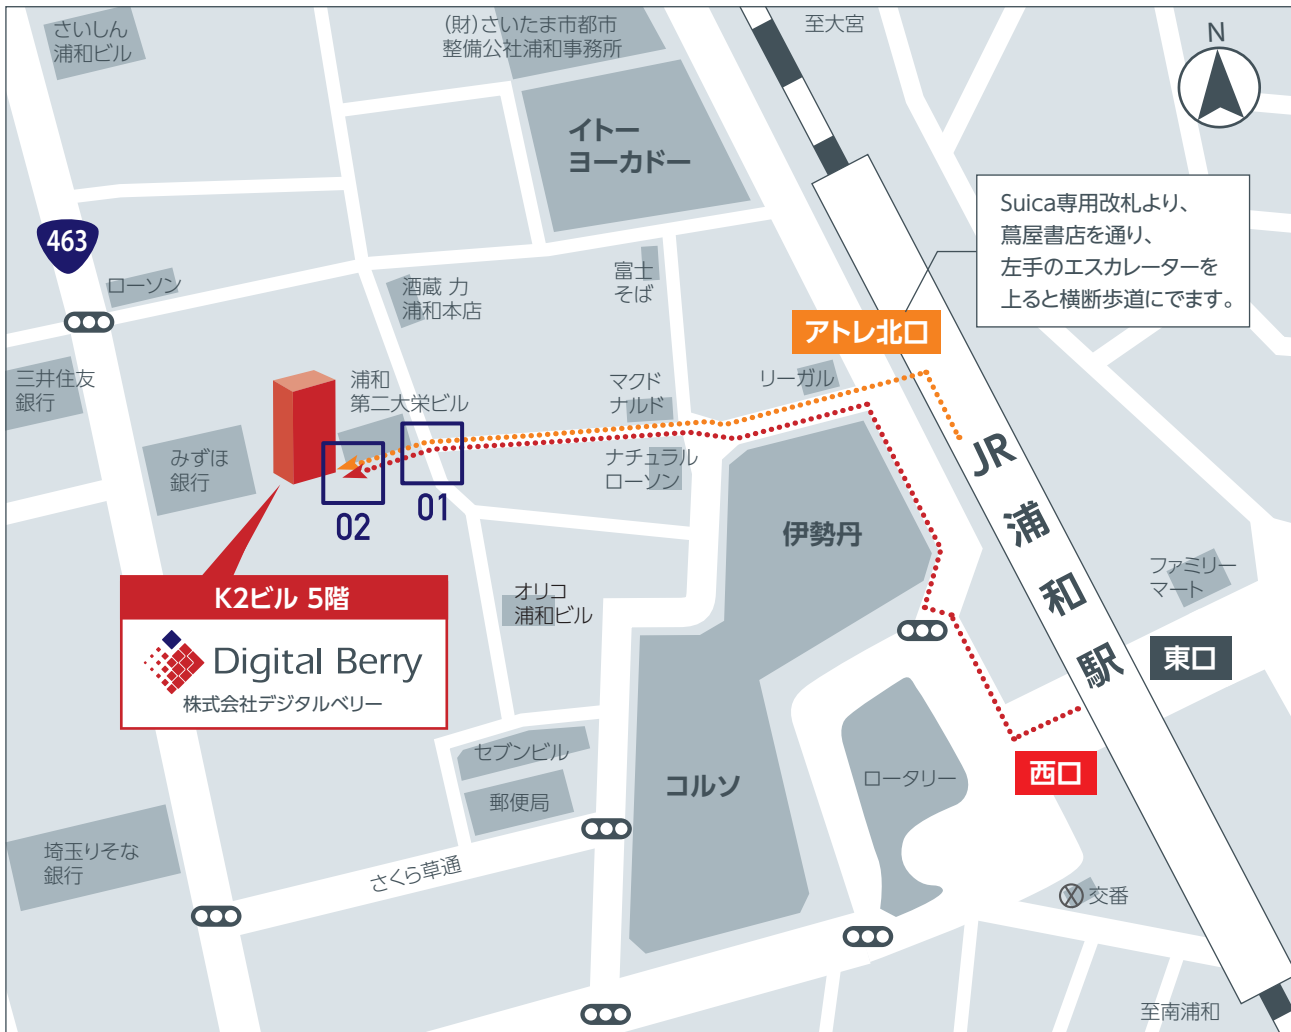 さいしん
浦和ビル
(財)さいたま市都市
整備公社浦和事務所
至大宮
N
イトー
ヨーカドー
Suica専用改札より、
蔦屋書店を通り、
左手のエスカレーターを
上ると横断歩道にでます。
463
ローソン
酒蔵 力
浦和本店
富士
そば
アトレ北口
三井住友
銀行
浦和
第二大栄ビル
マクド
ナルド
リーガル
みずほ
銀行
ナチュラル
ローソン
JR浦和駅
02
01
伊勢丹
ファミリー
マート
K2ビル 5階
オリコ
浦和ビル
Digital Berry
株式会社デジタルベリー
東口
セブンビル
コルソ
ロータリー
西口
郵便局
埼玉りそな
銀行
さくら草通
交番
至南浦和